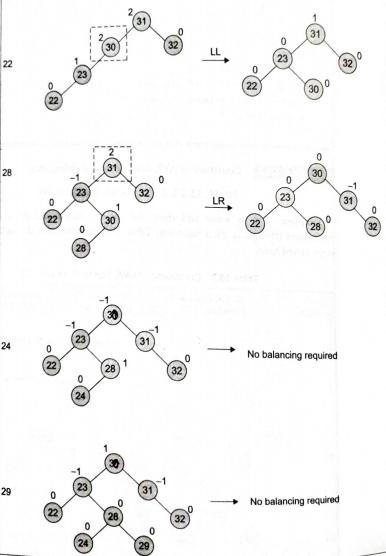 2 31 0 32
2 30
1 23
0 22
22
LL
1 31
0 23 0 32
0 22 0 30
28
2 31
−1 23 0 32
0 22 1 30
0 28
LR
0 30
0 23 −1 31
0 22 0 28 0 32
24
−1 30
−1 23 −1 31
0 22 28 1 32 0
0 24
No balancing required
29
1 30
−1 23 31 −1
0 22 0 28 32 0
0 24 0 29
No balancing required